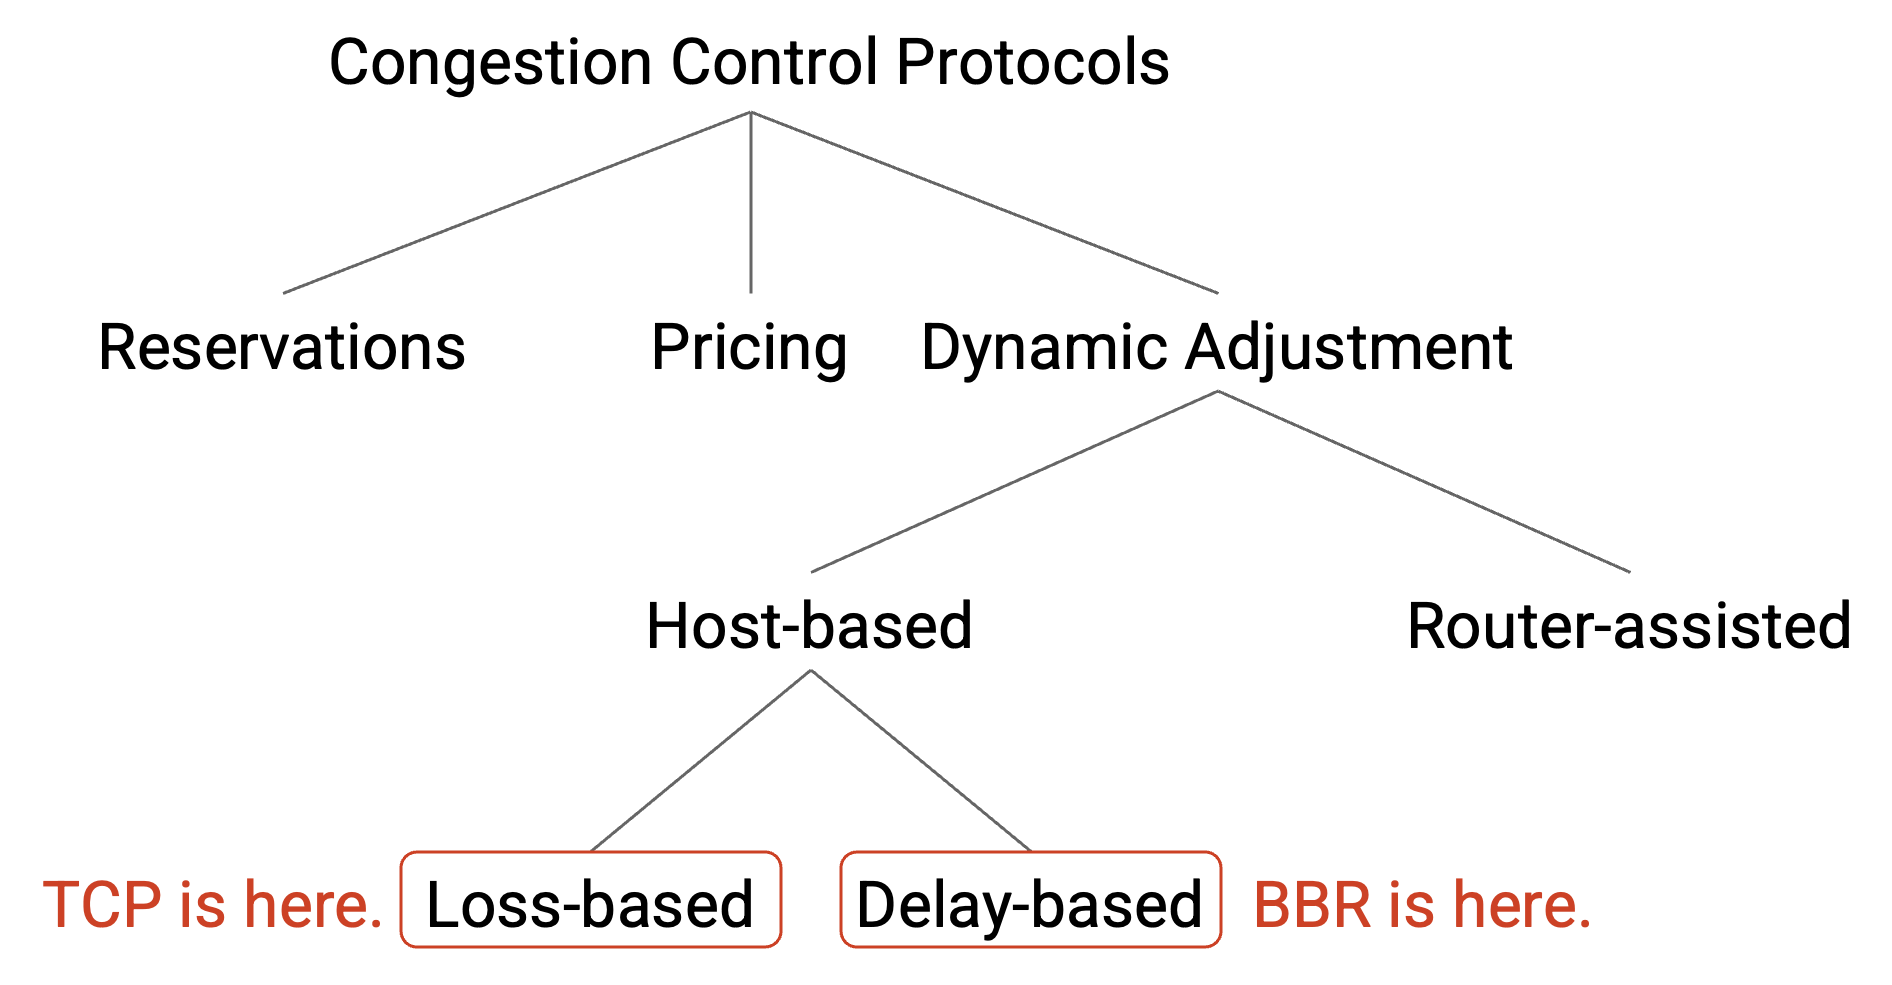 Congestion Control Protocols
Reservations
Pricing
Dynamic Adjustment
Host-based
Router-assisted
TCP is here.
Loss-based
Delay-based
BBR is here.